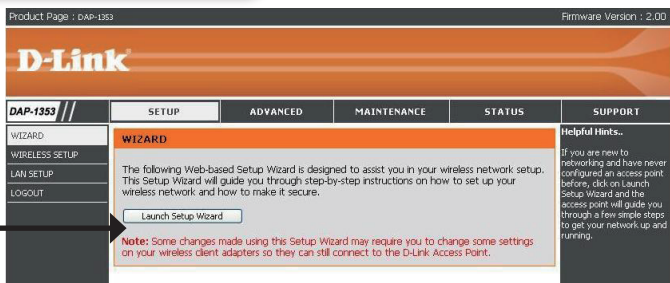 Product Page : DAP-1353
Firmware Version : 2.00
D-Link
DAP-1353
SETUP
ADVANCED
MAINTENANCE
STATUS
SUPPORT
WIZARD
WIRELESS SETUP
LAN SETUP
LOGOUT
WIZARD
The following Web-based Setup Wizard is designed to assist you in your wireless network setup.
This Setup Wizard will guide you through step-by-step instructions on how to set up your
wireless network and how to make it secure.
Launch Setup Wizard
Note: Some changes made using this Setup Wizard may require you to change some settings
on your wireless client adapters so they can still connect to the D-Link Access Point.
Helpful Hints..
If you are new to
networking and have never
configured an access point
before, click on Launch
Setup Wizard and the
access point will guide you
through a few simple steps
to get your network up and
running.